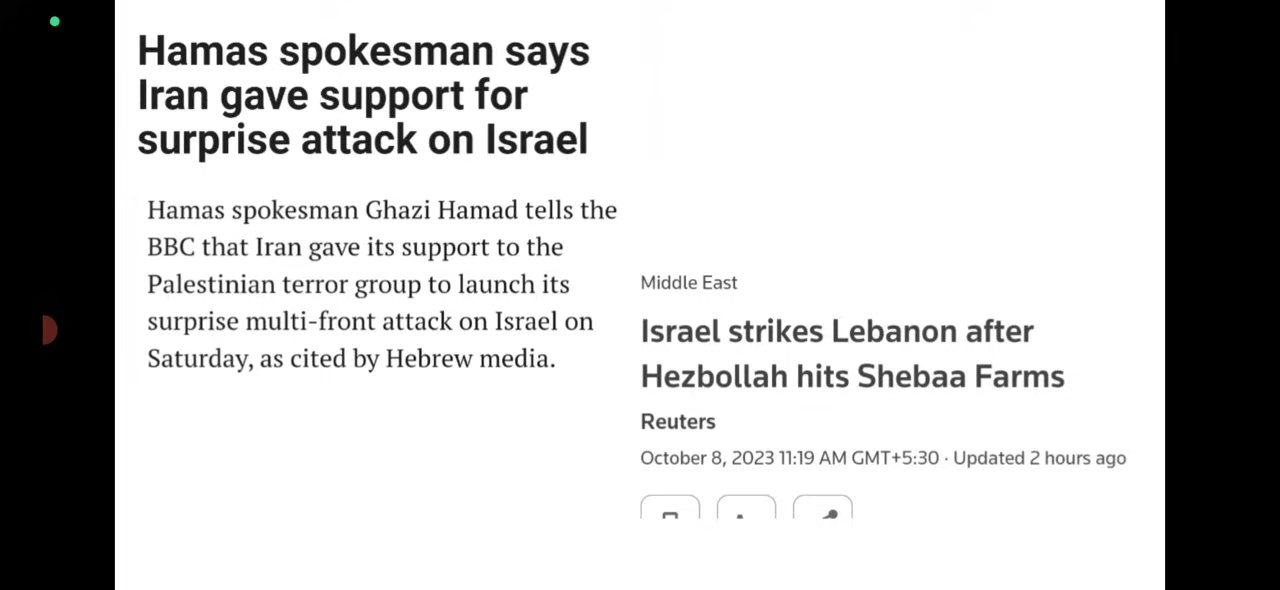 Hamas spokesman says
Iran gave support for
surprise attack on Israel
Hamas spokesman Ghazi Hamad tells the
BBC that Iran gave its support to the
Palestinian terror group to launch its
surprise multi-front attack on Israel on
Saturday, as cited by Hebrew media.
Middle East
Israel strikes Lebanon after
Hezbollah hits Shebaa Farms
Reuters
October 8, 2023 11:19 AM GMT+5:30 · Updated 2 hours ago